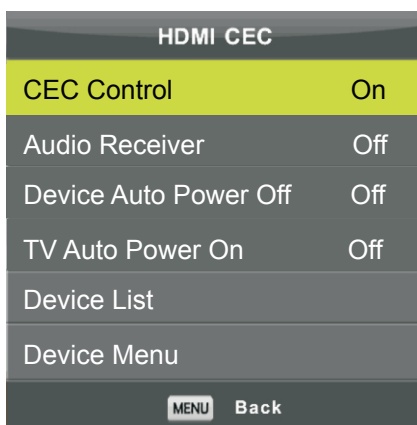 HDMI CEC
CEC Control On
Audio Receiver Off
Device Auto Power Off Off
TV Auto Power On Off
Device List
Device Menu
MENU Back